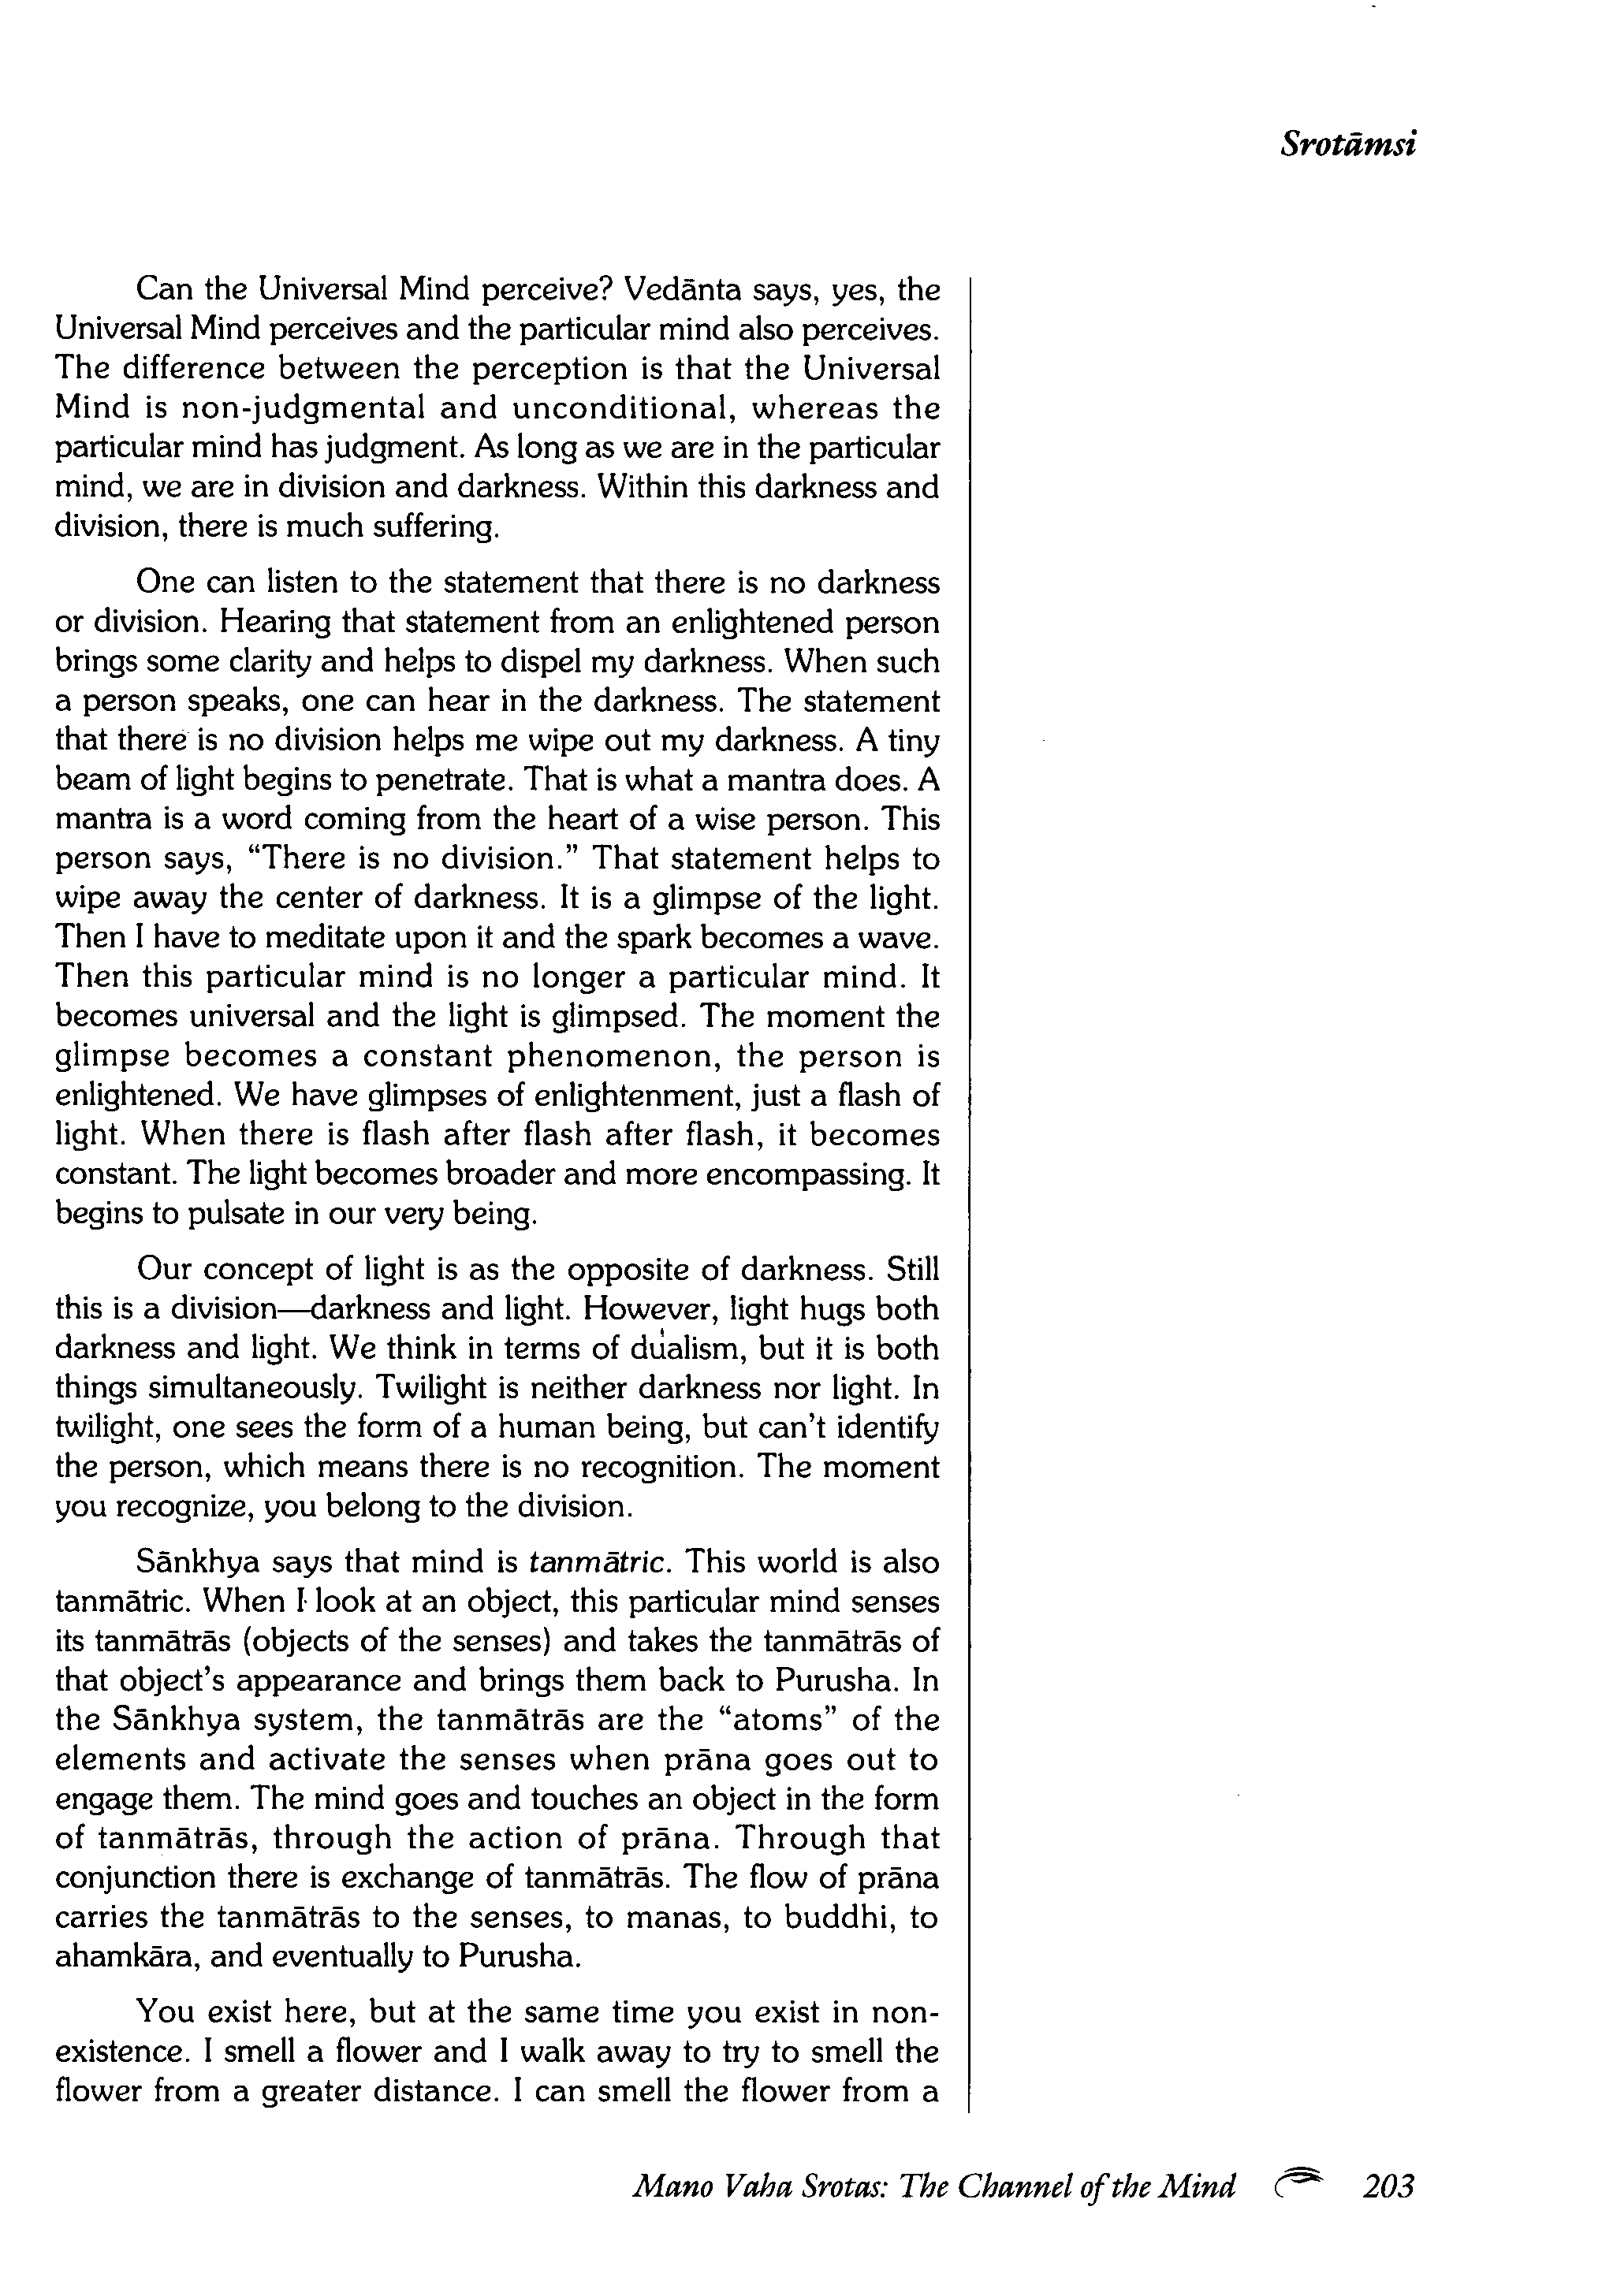 Srotāmsi
Can the Universal Mind perceive? Vedānta says, yes, the
Universal Mind perceives and the particular mind also perceives.
The difference between the perception is that the Universal
Mind is non-judgmental and unconditional, whereas the
particular mind has judgment. As long as we are in the particular
mind, we are in division and darkness. Within this darkness and
division, there is much suffering.
One can listen to the statement that there is no darkness
or division. Hearing that statement from an enlightened person
brings some clarity and helps to dispel my darkness. When such
a person speaks, one can hear in the darkness. The statement
that there is no division helps me wipe out my darkness. A tiny
beam of light begins to penetrate. That is what a mantra does. A
mantra is a word coming from the heart of a wise person. This
person says, “There is no division.” That statement helps to
wipe away the center of darkness. It is a glimpse of the light.
Then I have to meditate upon it and the spark becomes a wave.
Then this particular mind is no longer a particular mind. It
becomes universal and the light is glimpsed. The moment the
glimpse becomes a constant phenomenon, the person is
enlightened. We have glimpses of enlightenment, just a flash of
light. When there is flash after flash after flash, it becomes
constant. The light becomes broader and more encompassing. It
begins to pulsate in our very being.
Our concept of light is as the opposite of darkness. Still
this is a division—darkness and light. However, light hugs both
darkness and light. We think in terms of dualism, but it is both
things simultaneously. Twilight is neither darkness nor light. In
twilight, one sees the form of a human being, but can’t identify
the person, which means there is no recognition. The moment
you recognize, you belong to the division.
Sānkhya says that mind is tanmātric. This world is also
tanmātric. When I look at an object, this particular mind senses
its tanmātrās (objects of the senses) and takes the tanmātrās of
that object’s appearance and brings them back to Purusha. In
the Sānkhya system, the tanmātrās are the “atoms” of the
elements and activate the senses when prāna goes out to
engage them. The mind goes and touches an object in the form
of tanmātrās, through the action of prāna. Through that
conjunction there is exchange of tanmātrās. The flow of prāna
carries the tanmātrās to the senses, to manas, to buddhi, to
ahamkāra, and eventually to Purusha.
You exist here, but at the same time you exist in non-
existence. I smell a flower and I walk away to try to smell the
flower from a greater distance. I can smell the flower from a
Mano Vaha Srotas: The Channel of the Mind 203